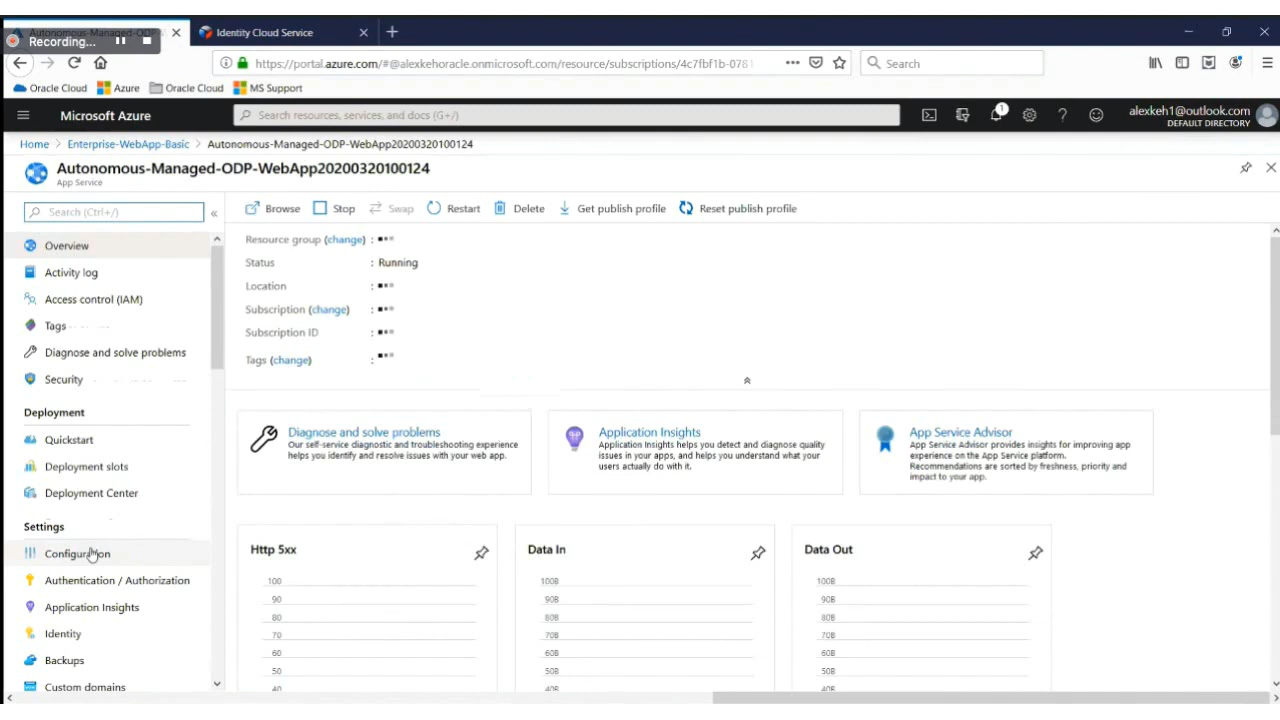 Autonomous-Managed-ODP-W
Recording...
Identity Cloud Service
https://portal.azure.com/#@alexkehoracle.onmicrosoft.com/resource/subscriptions/4c7fbf1b-0781
Search
Oracle Cloud
Azure
Oracle Cloud
MS Support
Microsoft Azure
Search resources, services, and docs (G+/)
1
alexkeh1@outlook.com
DEFAULT DIRECTORY
Home > Enterprise-WebApp-Basic > Autonomous-Managed-ODP-WebApp20200320100124
Autonomous-Managed-ODP-WebApp20200320100124
App Service
Search (Ctrl+/)
«
Browse
Stop
Swap
Restart
Delete
Get publish profile
Reset publish profile
Overview
Activity log
Access control (IAM)
Tags
Diagnose and solve problems
Security
Deployment
Quickstart
Deployment slots
Deployment Center
Settings
Configuration
Authentication / Authorization
Application Insights
Identity
Backups
Custom domains
Resource group (change) :
Status : Running
Location :
Subscription (change) :
Subscription ID :
Tags (change) :
Diagnose and solve problems
Our self-service diagnostic and troubleshooting experience
helps you identify and resolve issues with your web app.
Application Insights
Application Insights helps you detect and diagnose quality
issues in your apps, and helps you understand what your
users actually do with it.
App Service Advisor
App Service Advisor provides insights for improving app
experience on the App Service platform.
Recommendations are sorted by freshness, priority and
impact to your app.
Http 5xx
100
90
80
70
60
50
40
Data In
100B
90B
80B
70B
60B
50B
40B
Data Out
100B
90B
80B
70B
60B
50B
40B